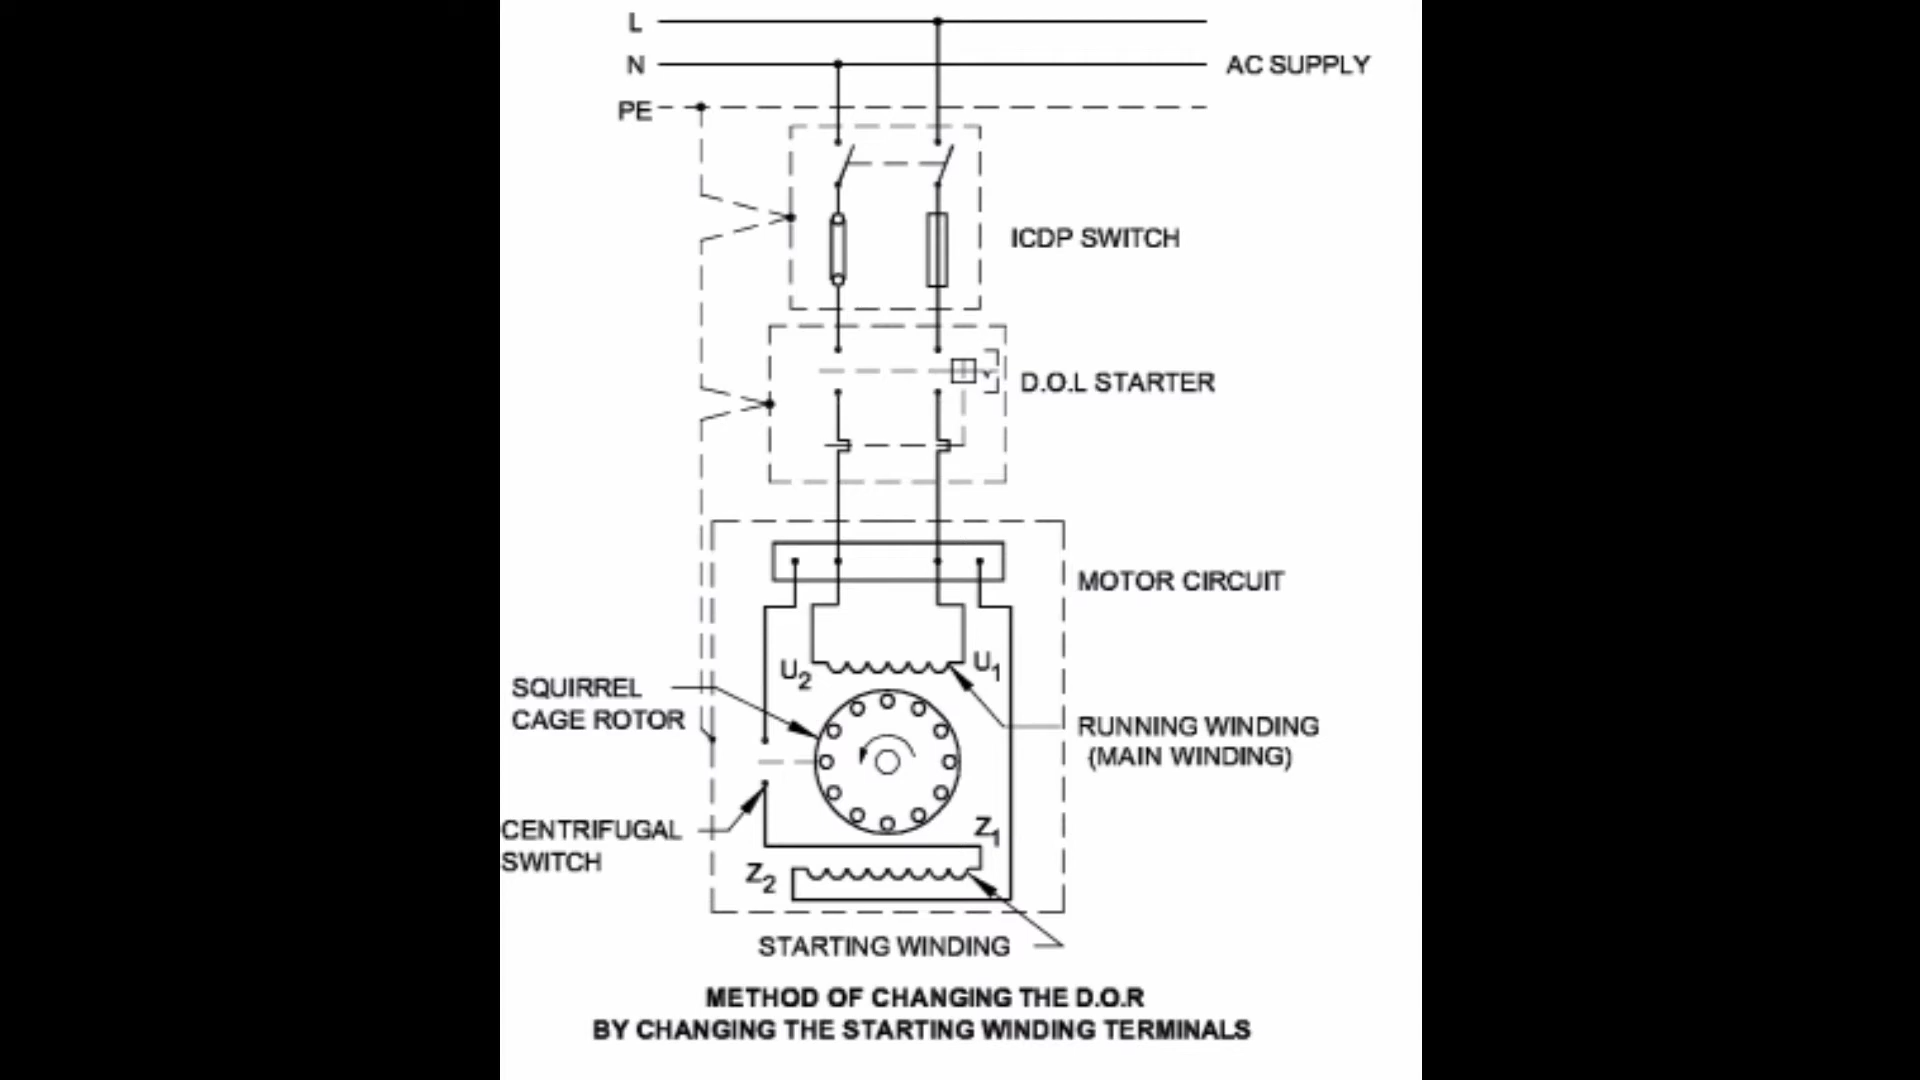 L
N
AC SUPPLY
PE
ICDP SWITCH
D.O.L STARTER
MOTOR CIRCUIT
U2
U1
SQUIRREL
CAGE ROTOR
RUNNING WINDING
(MAIN WINDING)
CENTRIFUGAL
SWITCH
Z1
Z2
STARTING WINDING
METHOD OF CHANGING THE D.O.R
BY CHANGING THE STARTING WINDING TERMINALS